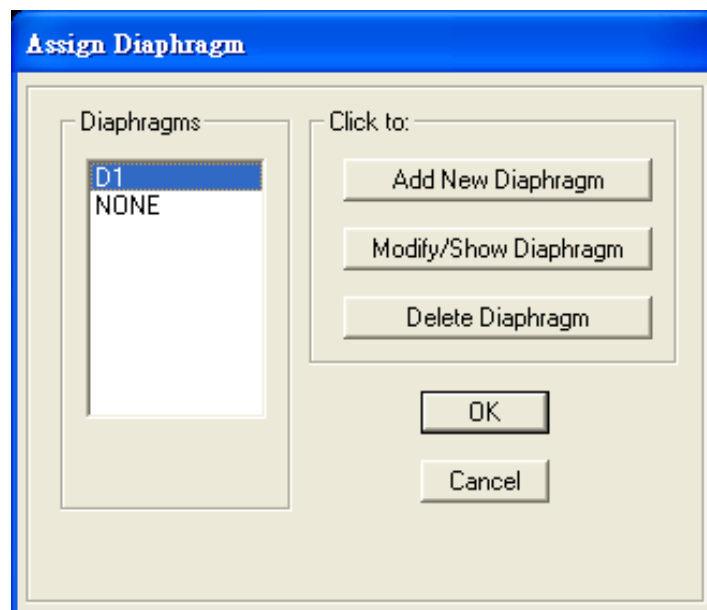 Assign Diaphragm
Diaphragms
D1
NONE
Click to:
Add New Diaphragm
Modify/Show Diaphragm
Delete Diaphragm
OK
Cancel